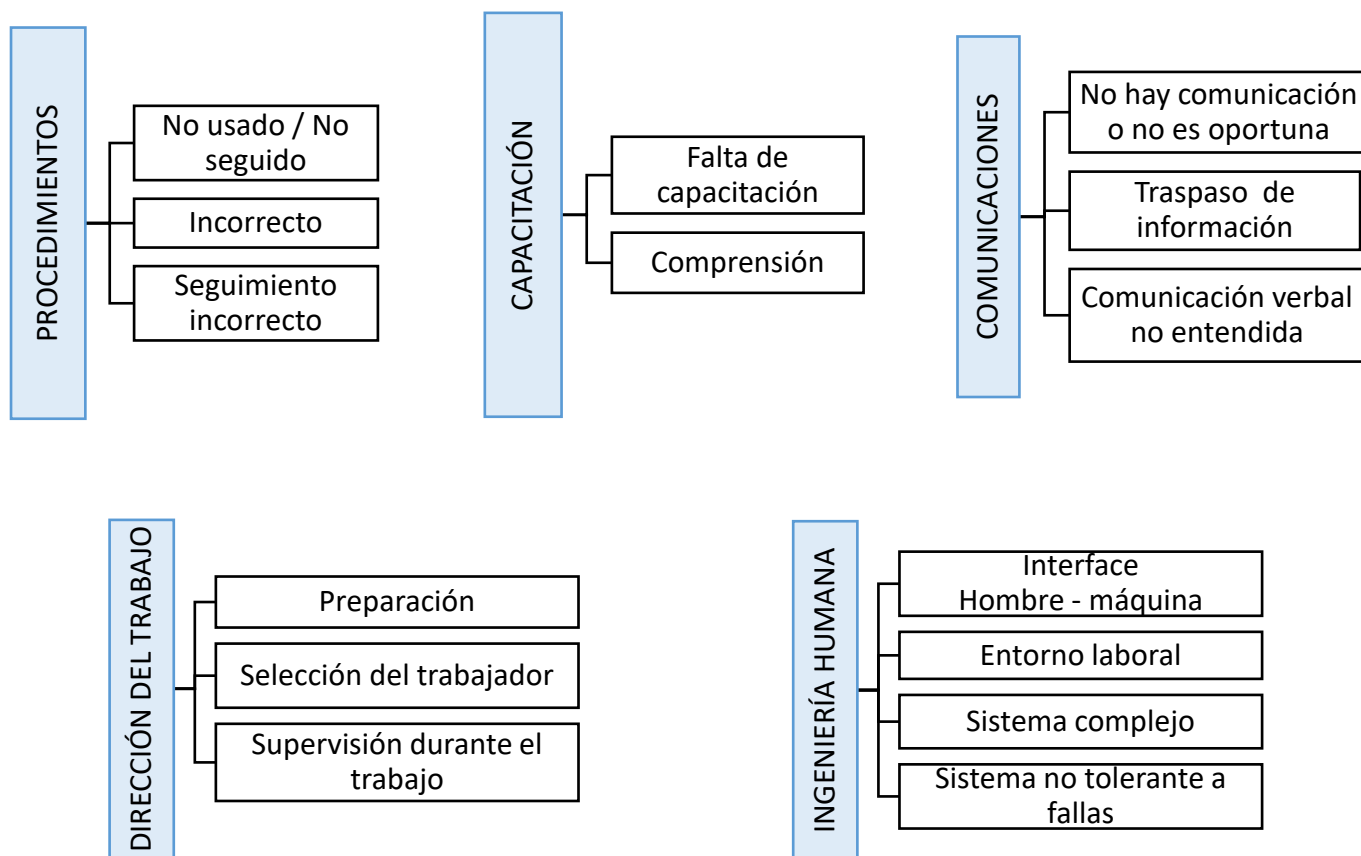 PROCEDIMIENTOS
No usado / No
seguido
Incorrecto
Seguimiento
incorrecto
CAPACITACIÓN
Falta de
capacitación
Comprensión
COMUNICACIONES
No hay comunicación
o no es oportuna
Traspaso de
información
Comunicación verbal
no entendida
DIRECCIÓN DEL TRABAJO
Preparación
Selección del trabajador
Supervisión durante el
trabajo
INGENIERÍA HUMANA
Interface
Hombre - máquina
Entorno laboral
Sistema complejo
Sistema no tolerante a
fallas